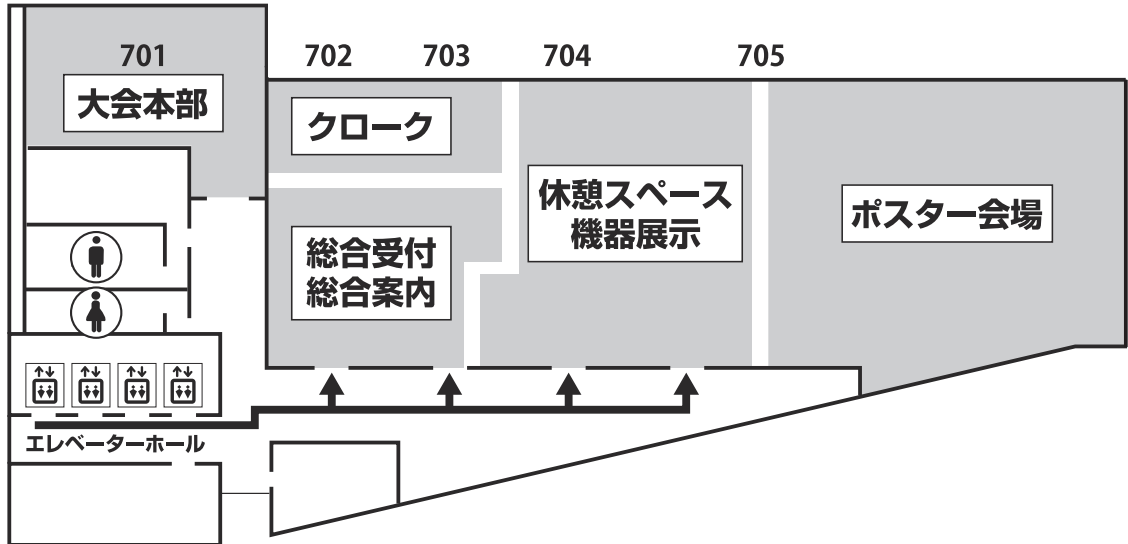 701
702
703
704
705
大会本部
クローク
休憩スペース
機器展示
ポスター会場
総合受付
総合案内
エレベーターホール